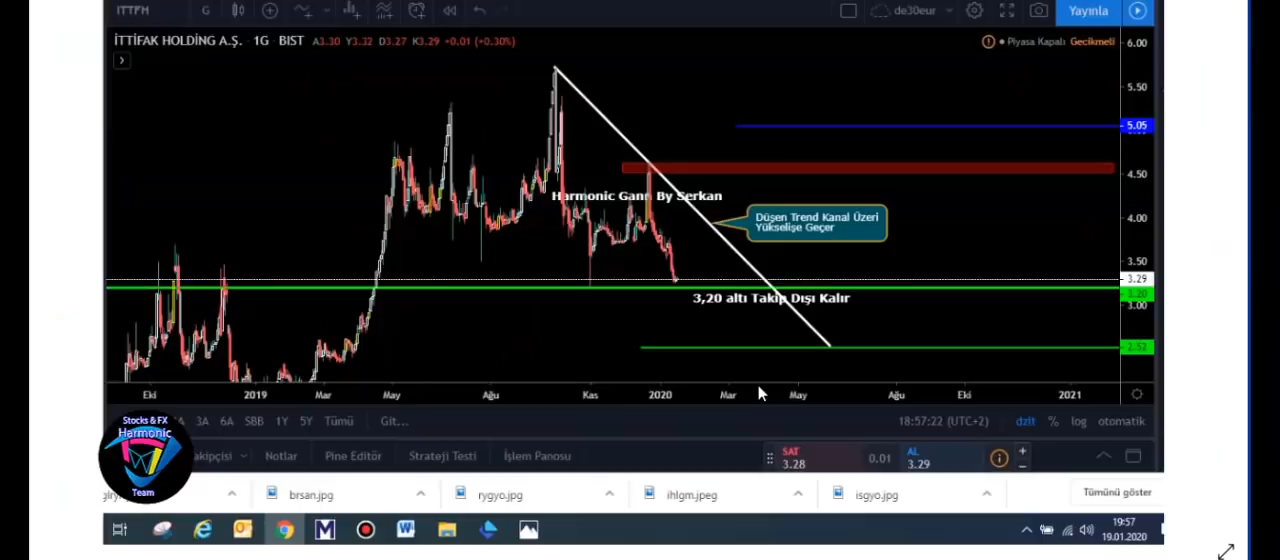 ITTFH
G
de30eur
Yayınla
İTTİFAK HOLDİNG A.Ş. · 1G · BIST A3.30 Y3.32 D3.27 K3.29 +0.01 (+0.30%)
Piyasa Kapalı Gecikmeli
6.00
5.50
5.05
4.50
Harmonic Gann By Serkan
Düşen Trend Kanal Üzeri
Yükselişe Geçer
4.00
3.50
3.29
3.20
3,20 altı Takip Dışı Kalır
3.00
2.52
Eki 2019 Mar May Ağu Kas 2020 Mar May Ağu Eki 2021
3A 6A SBB 1Y 5Y Tümü Git...
18:57:22 (UTC+2) dzit % log otomatik
Stocks & FX
Harmonic
Team
akipçisi Notlar Pine Editör Strateji Testi İşlem Panosu
SAT
3.28
0.01
AL
3.29
brsan.jpg rygyo.jpg ihlgm.jpeg isgyo.jpg Tümünü göster
19:57
19.01.2020